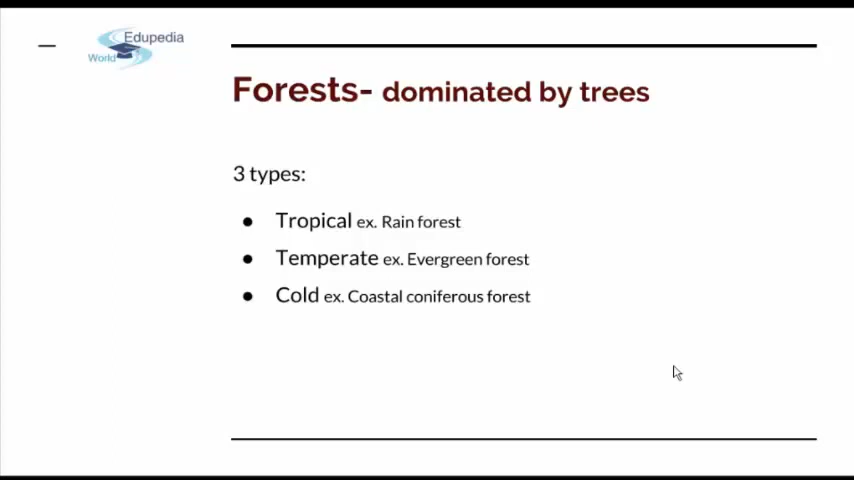 Edupedia
World
Forests- dominated by trees
3 types:
● Tropical ex. Rain forest
● Temperate ex. Evergreen forest
● Cold ex. Coastal coniferous forest